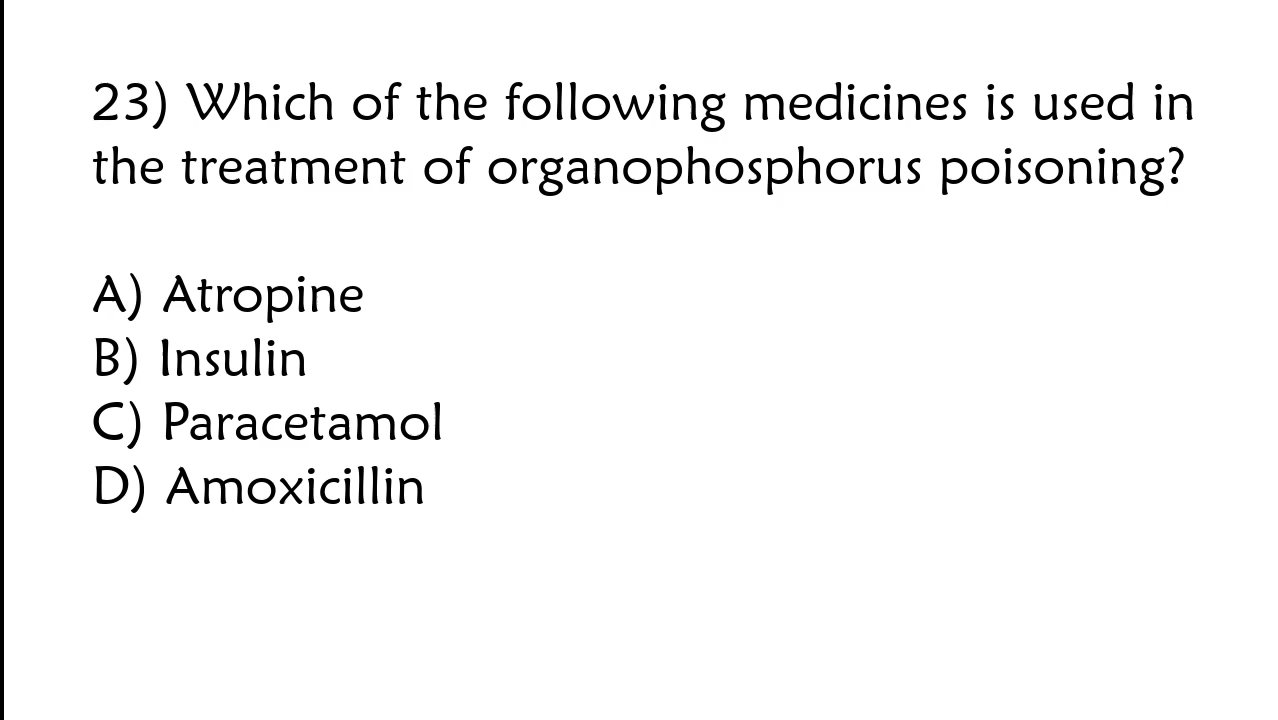 23) Which of the following medicines is used in
the treatment of organophosphorus poisoning?
A) Atropine
B) Insulin
C) Paracetamol
D) Amoxicillin